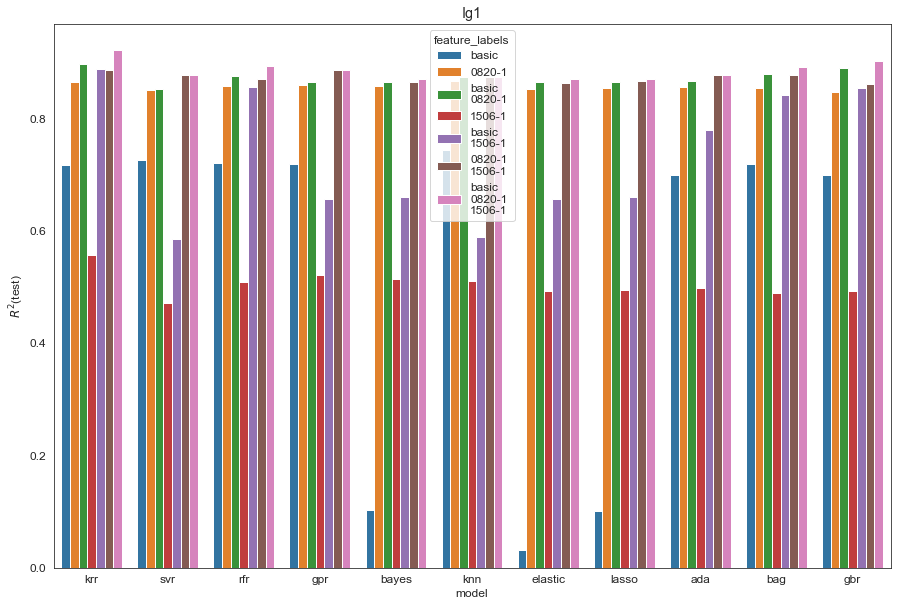 lg1
feature_labels
basic
0820-1
basic
0820-1
1506-1
basic
1506-1
0820-1
1506-1
basic
0820-1
1506-1
R²(test)
0.8
0.6
0.4
0.2
0.0
krr svr rfr gpr bayes knn elastic lasso ada bag gbr
model